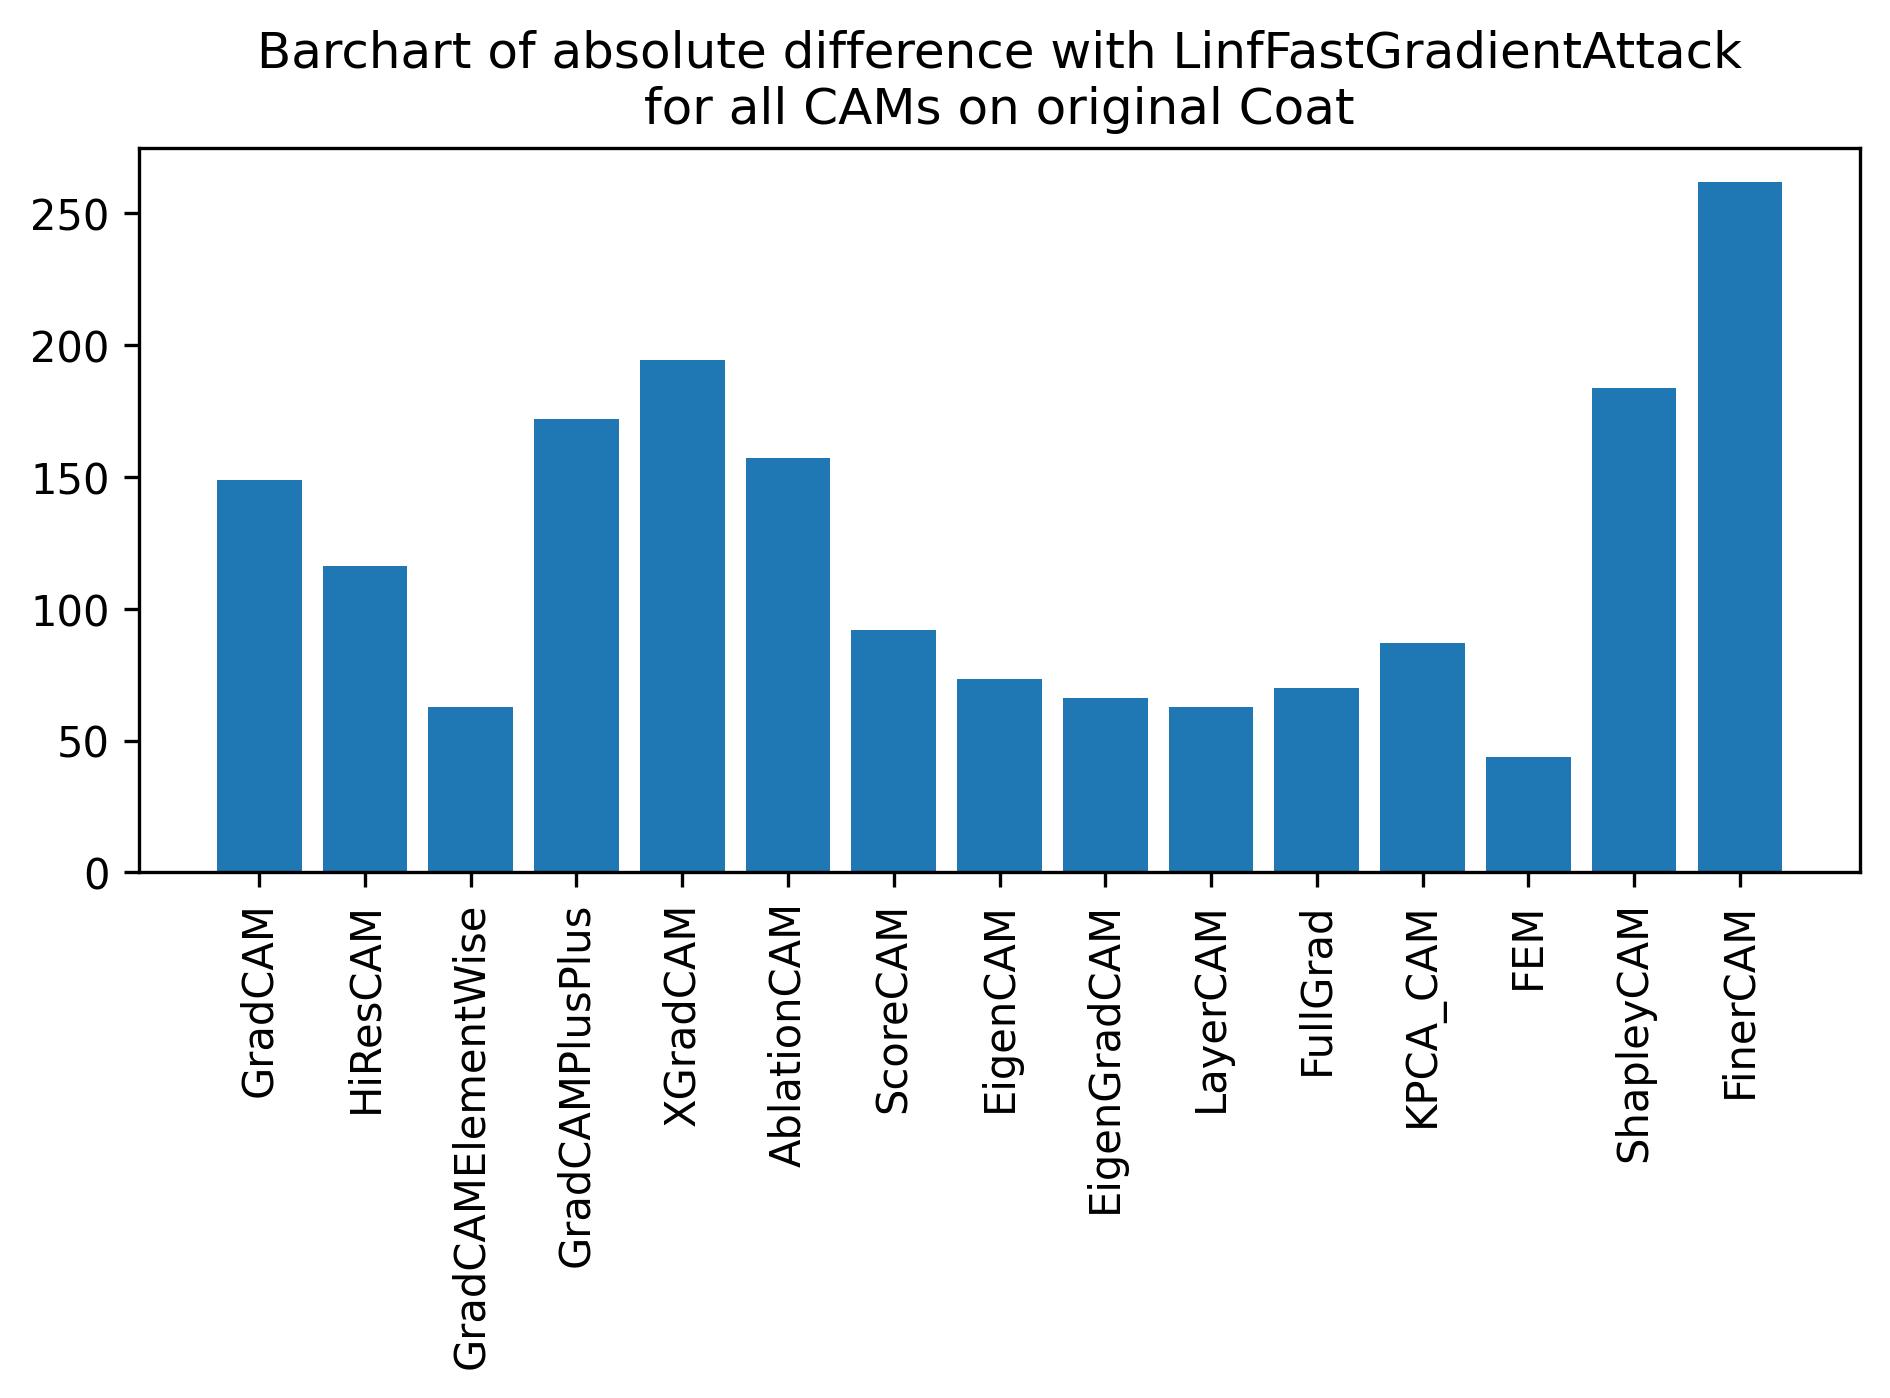 Barchart of absolute difference with LinfFastGradientAttack
for all CAMs on original Coat
250
200
150
100
50
0
GradCAM
HiResCAM
GradCAMElementWise
GradCAMPlusPlus
XGradCAM
AblationCAM
ScoreCAM
EigenCAM
EigenGradCAM
LayerCAM
FullGrad
KPCA_CAM
FEM
ShapleyCAM
FinerCAM